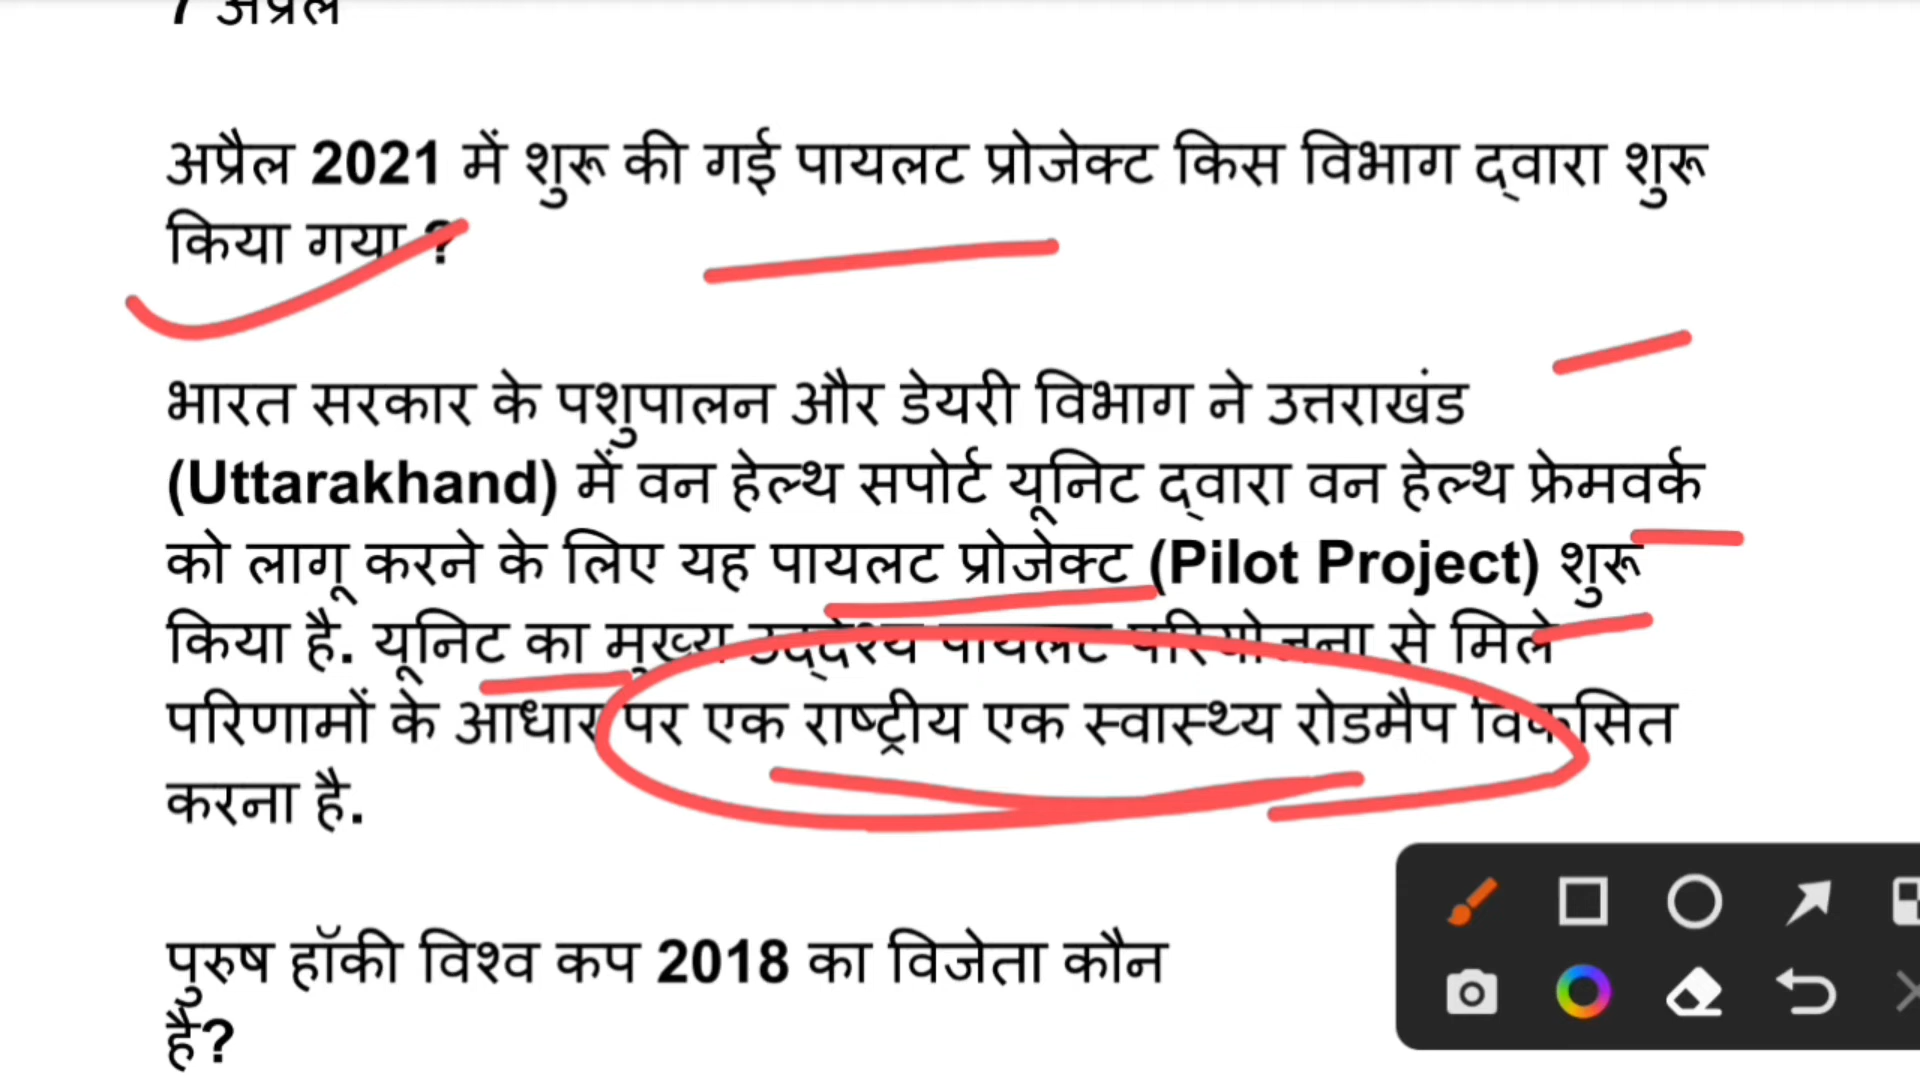 7 अप्रैल
अप्रैल 2021 में शुरू की गई पायलट प्रोजेक्ट किस विभाग द्वारा शुरू
किया गया ?
भारत सरकार के पशुपालन और डेयरी विभाग ने उत्तराखंड
(Uttarakhand) में वन हेल्थ सपोर्ट यूनिट द्वारा वन हेल्थ फ्रेमवर्क
को लागू करने के लिए यह पायलट प्रोजेक्ट (Pilot Project) शुरू
किया है. यूनिट का मुख्य उद्देश्य पायलट परियोजना से मिले
परिणामों के आधार पर एक राष्ट्रीय एक स्वास्थ्य रोडमैप विकसित
करना है.
पुरुष हॉकी विश्व कप 2018 का विजेता कौन
है?